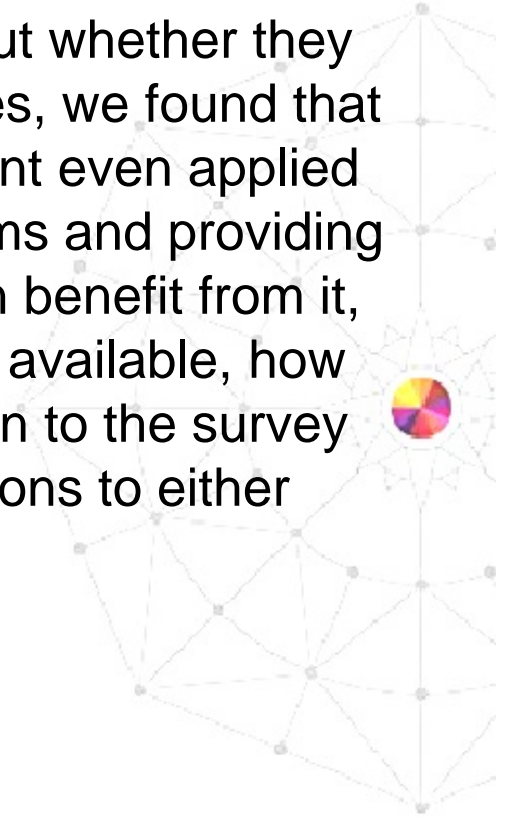 ut whether they
es, we found that
nt even applied
ms and providing
n benefit from it,
available, how
n to the survey
ons to either